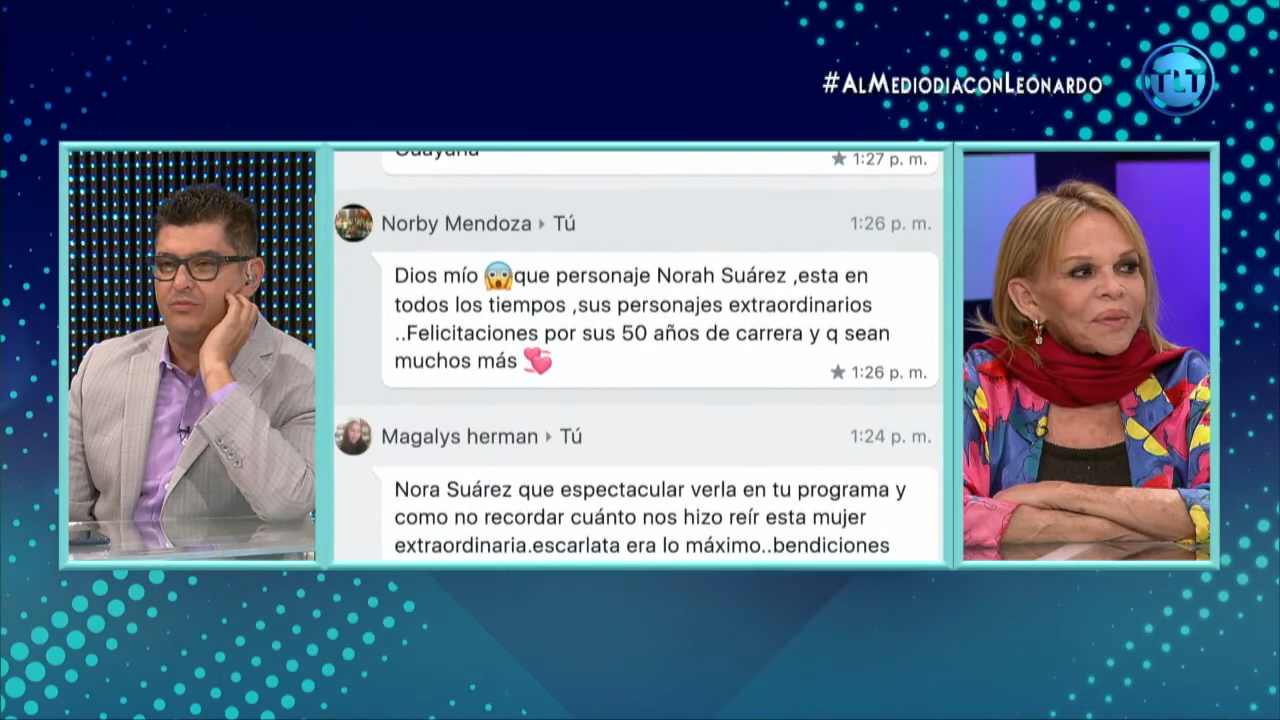 #AlMediodiaconLeonardo
TLT
Guayana
★ 1:27 p. m.
Norby Mendoza ▸ Tú 1:26 p. m.
Dios mío 😱que personaje Norah Suárez ,esta en
todos los tiempos ,sus personajes extraordinarios
..Felicitaciones por sus 50 años de carrera y q sean
muchos más 💞
★ 1:26 p. m.
Magalys herman ▸ Tú 1:24 p. m.
Nora Suárez que espectacular verla en tu programa y
como no recordar cuánto nos hizo reír esta mujer
extraordinaria.escarlata era lo máximo..bendiciones